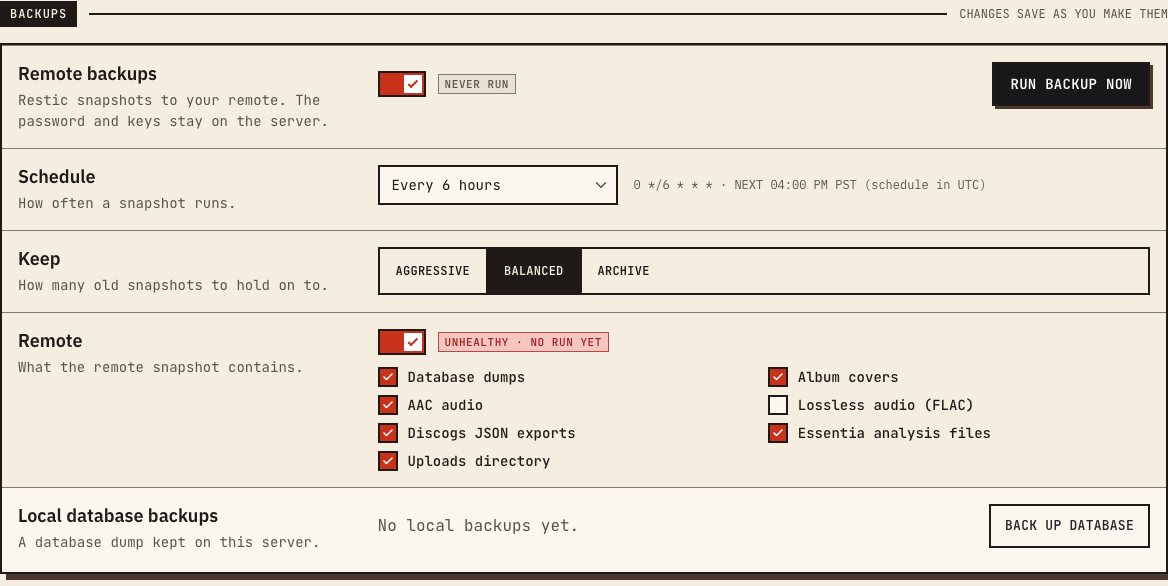 BACKUPS
CHANGES SAVE AS YOU MAKE THEM
Remote backups
Restic snapshots to your remote. The
password and keys stay on the server.
NEVER RUN
RUN BACKUP NOW
Schedule
How often a snapshot runs.
Every 6 hours
0 */6 * * * · NEXT 04:00 PM PST (schedule in UTC)
Keep
How many old snapshots to hold on to.
AGGRESSIVE
BALANCED
ARCHIVE
Remote
What the remote snapshot contains.
UNHEALTHY · NO RUN YET
Database dumps
Album covers
AAC audio
Lossless audio (FLAC)
Discogs JSON exports
Essentia analysis files
Uploads directory
Local database backups
A database dump kept on this server.
No local backups yet.
BACK UP DATABASE